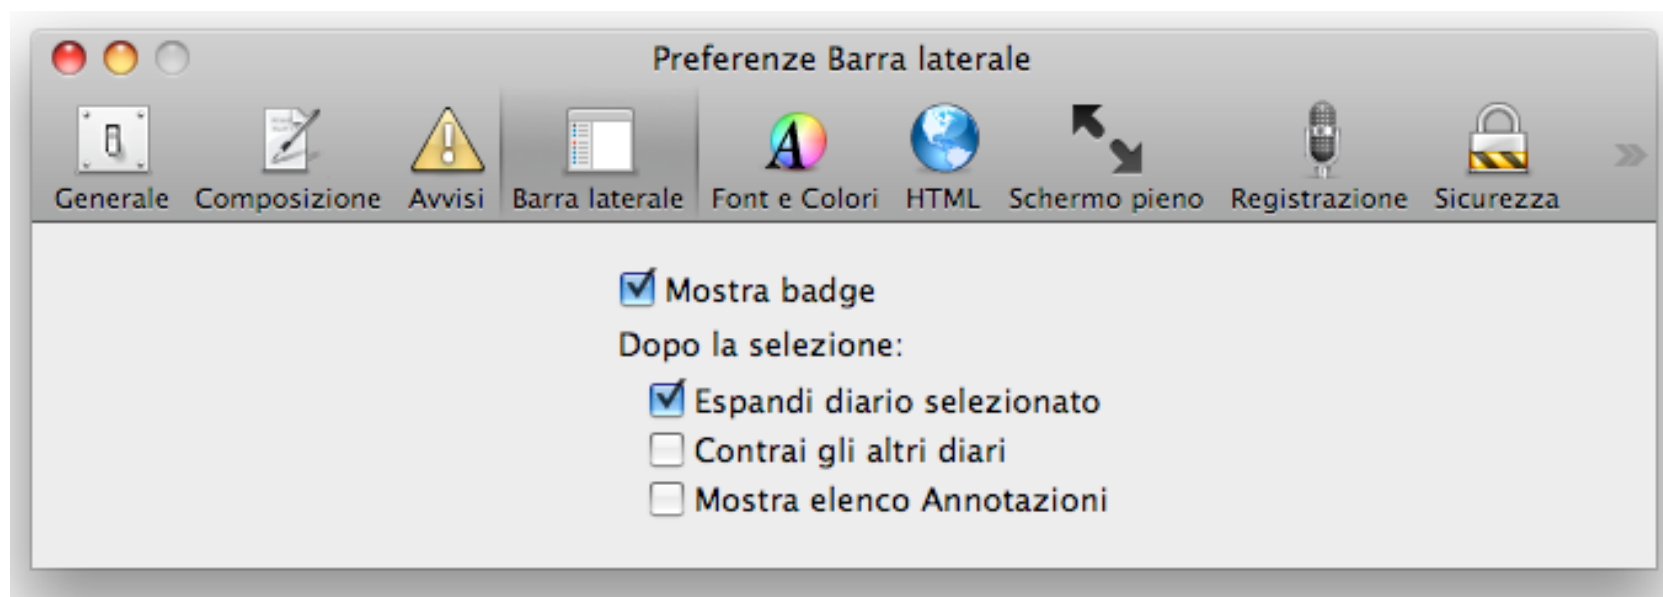 Preferenze Barra laterale
Generale Composizione Avvisi Barra laterale Font e Colori HTML Schermo pieno Registrazione Sicurezza
Mostra badge
Dopo la selezione:
Espandi diario selezionato
Contrai gli altri diari
Mostra elenco Annotazioni